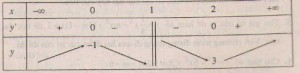 x −∞ 0 1 2 +∞
y' + 0 − − 0 +
y −1 3